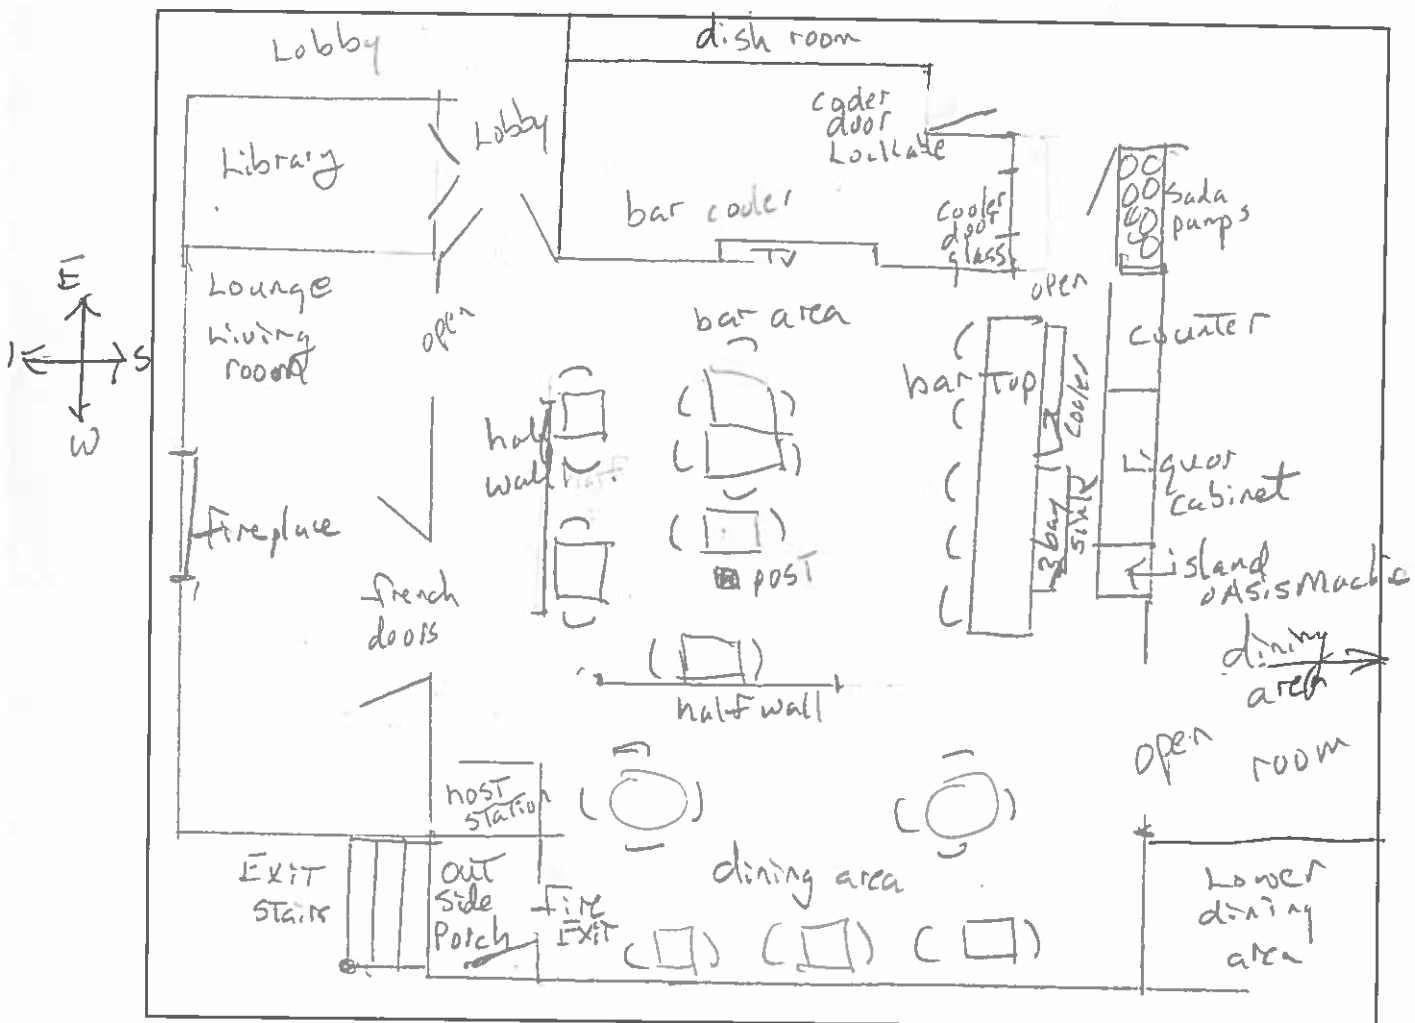 Lobby
dish room
Lobby
Library
cooler
door
Lockable
bar cooler
cooler
door
glass
TV
Soda
pumps
E
S
W
Lounge
Living
room
open
bar area
open
counter
bar Top
cooler
half
wall
Liquor
cabinet
3 bay
sink
fireplace
post
island
oAsis Machine
french
doors
dining
area
half wall
open
room
host
station
Exit
stairs
out
side
Porch
fire
Exit
dining area
Lower
dining
area